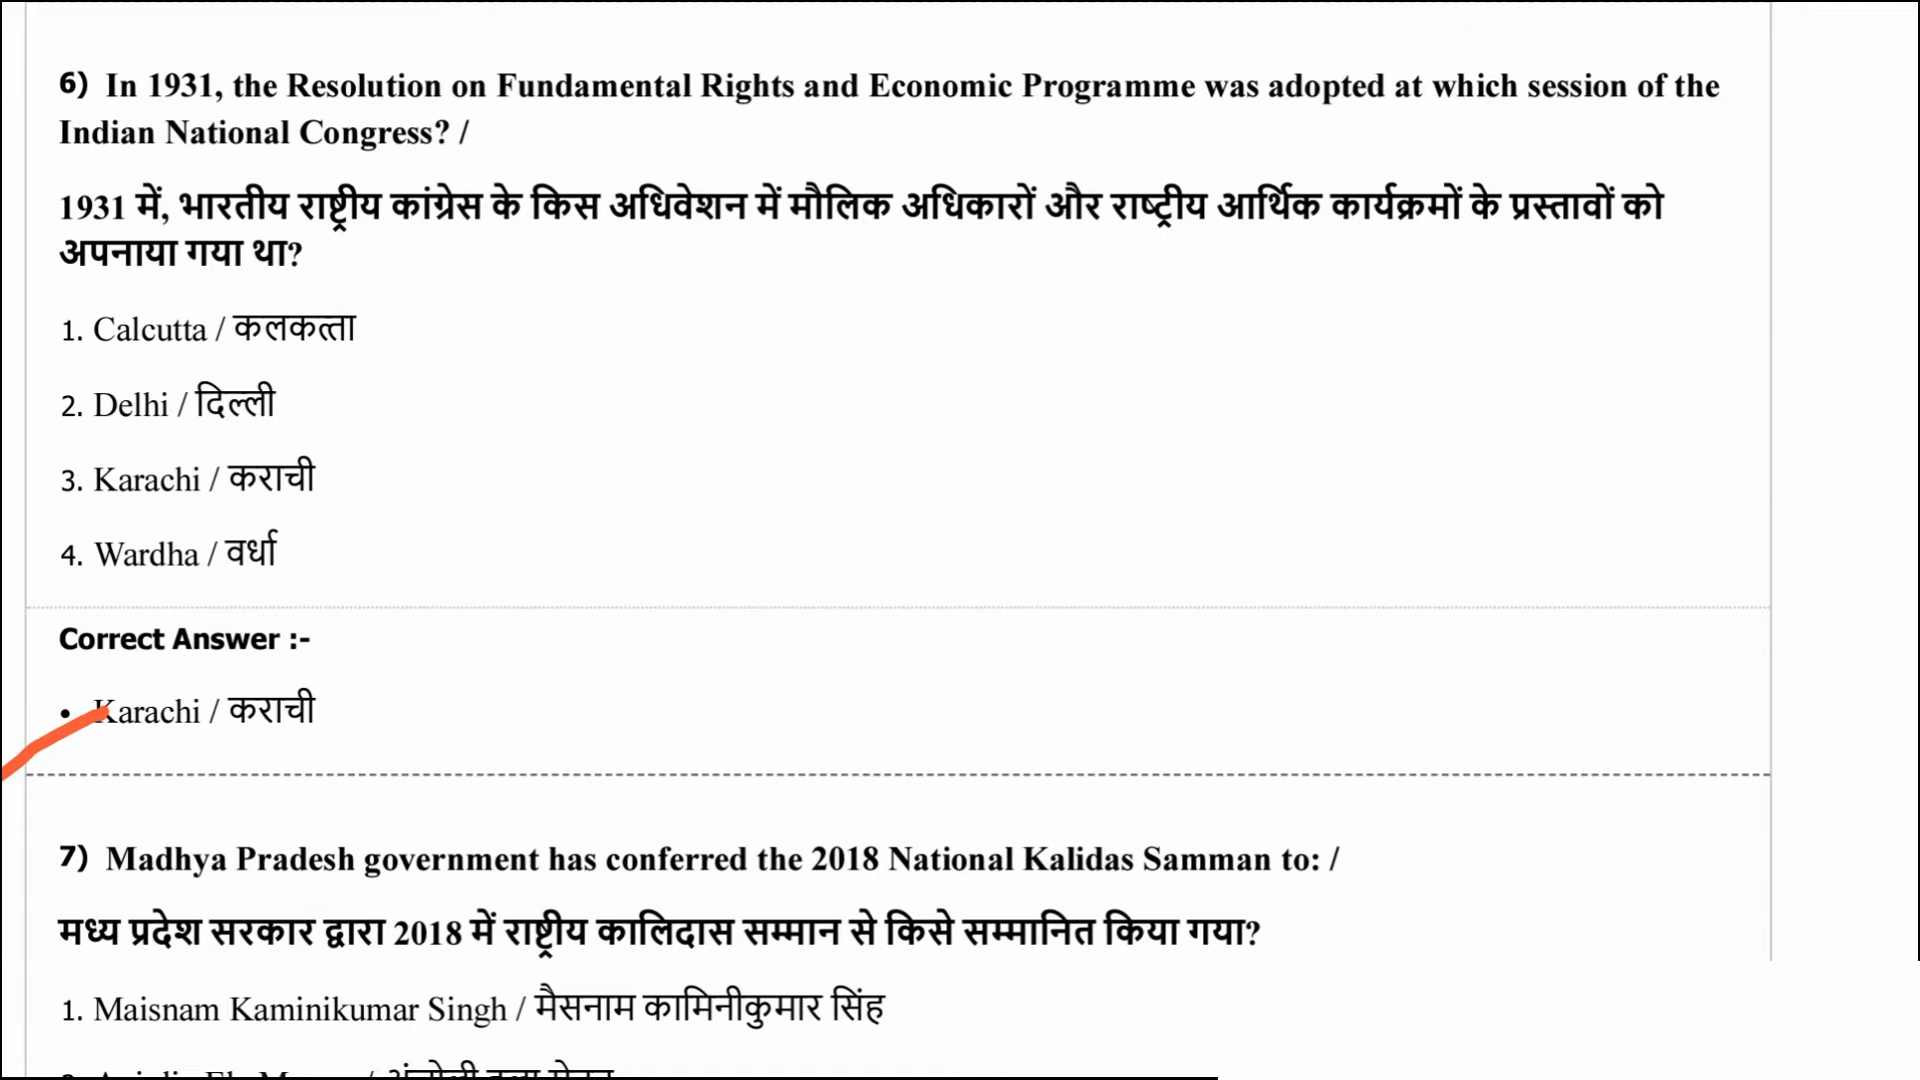 6) In 1931, the Resolution on Fundamental Rights and Economic Programme was adopted at which session of the
Indian National Congress? /
1931 में, भारतीय राष्ट्रीय कांग्रेस के किस अधिवेशन में मौलिक अधिकारों और राष्ट्रीय आर्थिक कार्यक्रमों के प्रस्तावों को
अपनाया गया था?
1. Calcutta / कलकत्ता
2. Delhi / दिल्ली
3. Karachi / कराची
4. Wardha / वर्धा
Correct Answer :-
• Karachi / कराची
7) Madhya Pradesh government has conferred the 2018 National Kalidas Samman to: /
मध्य प्रदेश सरकार द्वारा 2018 में राष्ट्रीय कालिदास सम्मान से किसे सम्मानित किया गया?
1. Maisnam Kaminikumar Singh / मैसनाम कामिनीकुमार सिंह